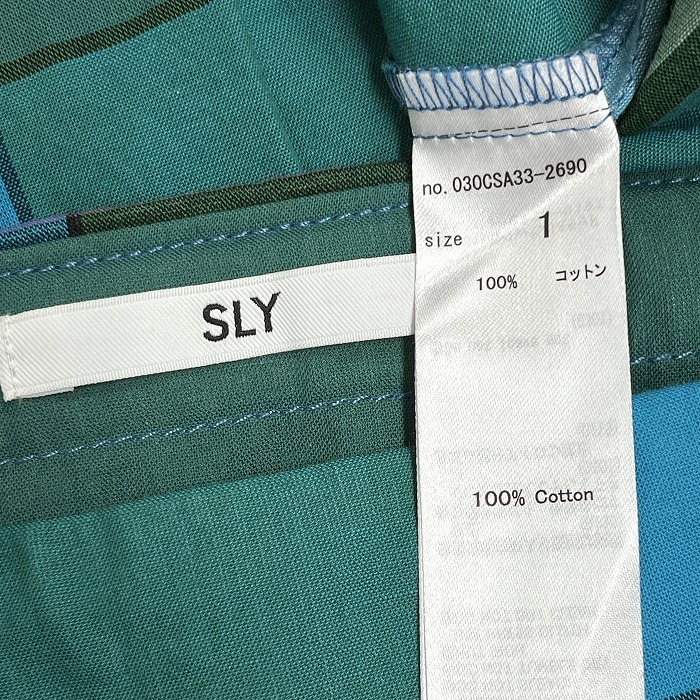 no. 030CSA33-2690
size 1
100% コットン
SLY
100% Cotton